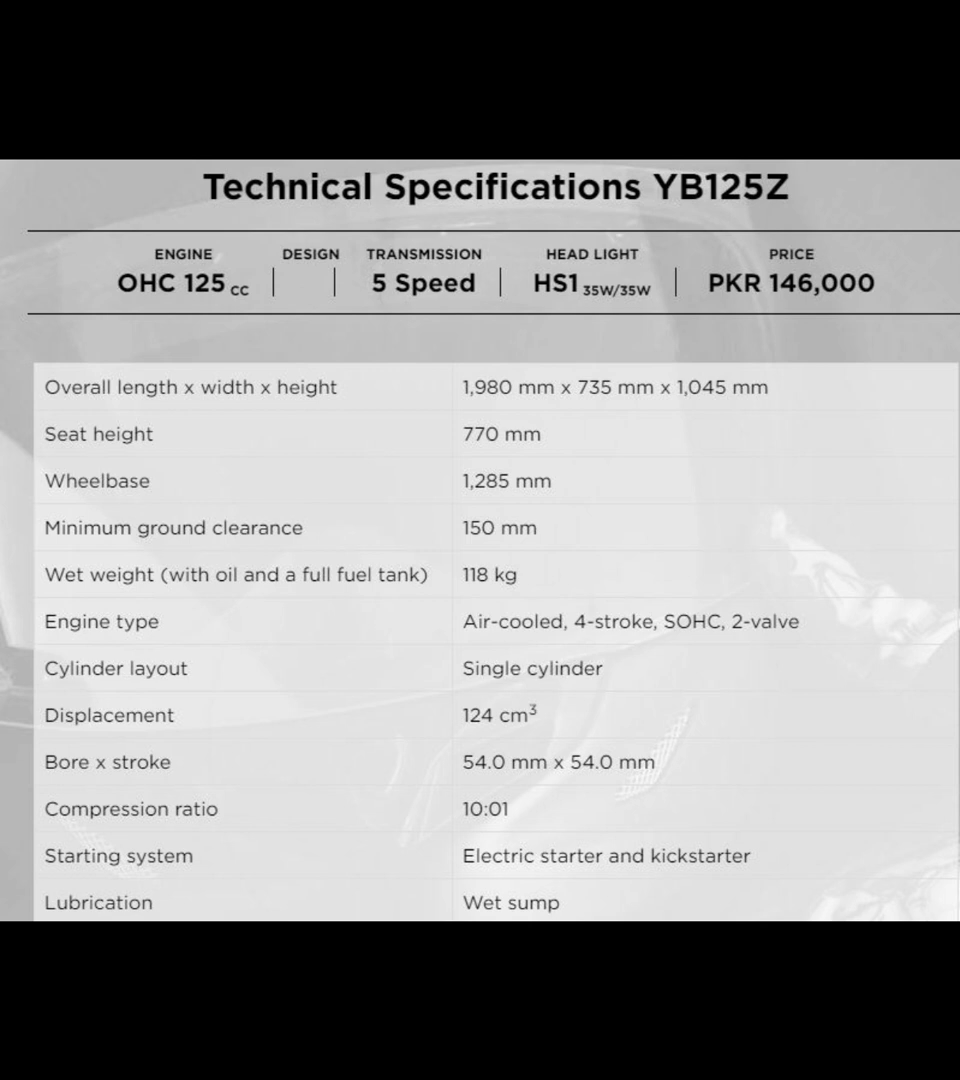 Technical Specifications YB125Z
ENGINE DESIGN TRANSMISSION HEAD LIGHT PRICE
OHC 125 cc 5 Speed HS1 35W/35W PKR 146,000
Overall length x width x height 1,980 mm x 735 mm x 1,045 mm
Seat height 770 mm
Wheelbase 1,285 mm
Minimum ground clearance 150 mm
Wet weight (with oil and a full fuel tank) 118 kg
Engine type Air-cooled, 4-stroke, SOHC, 2-valve
Cylinder layout Single cylinder
Displacement 124 cm³
Bore x stroke 54.0 mm x 54.0 mm
Compression ratio 10:01
Starting system Electric starter and kickstarter
Lubrication Wet sump